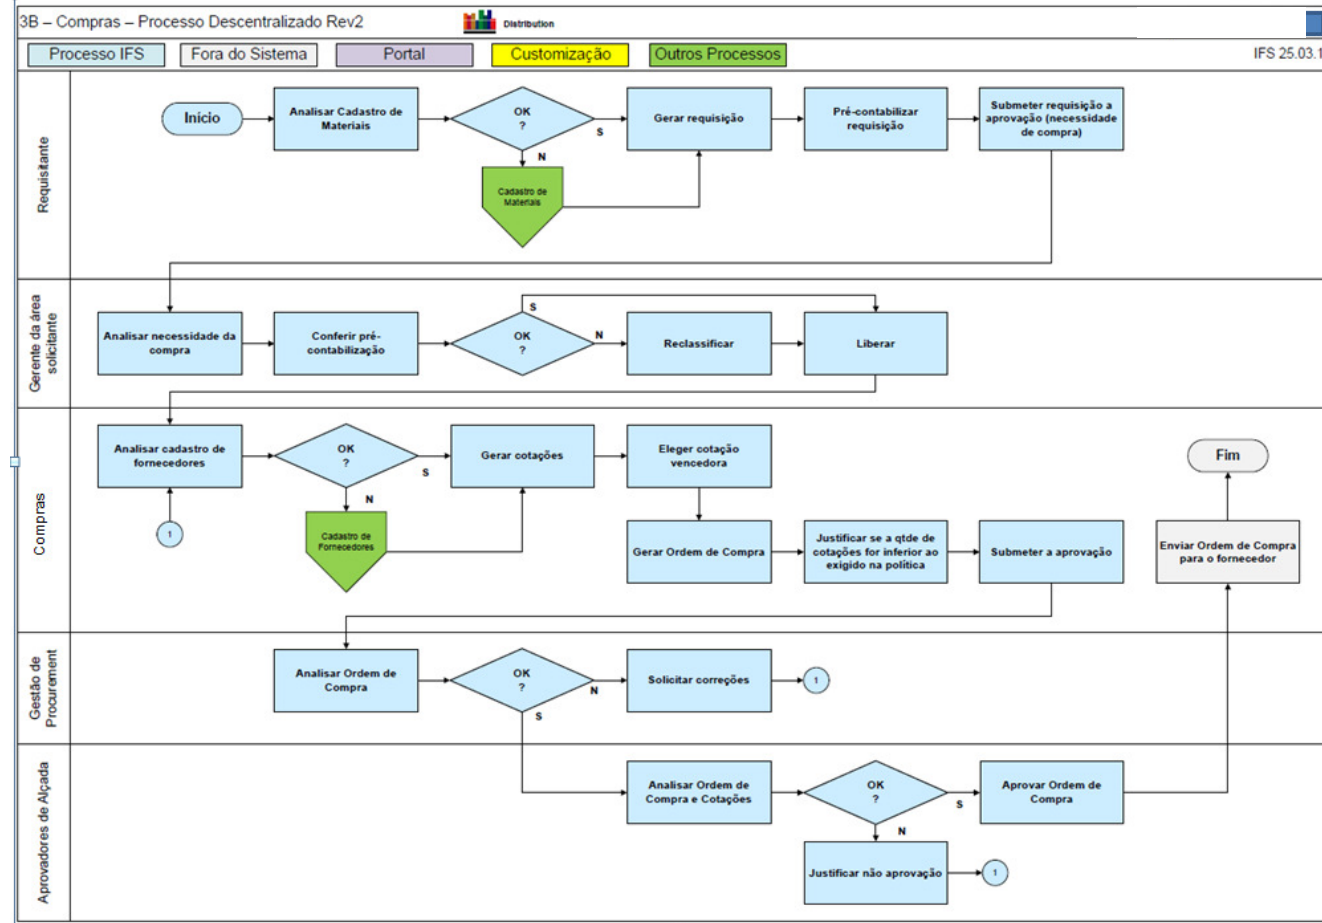 3B – Compras – Processo Descentralizado Rev2
Distribution
Processo IFS
Fora do Sistema
Portal
Customização
Outros Processos
IFS 25.03.1
Requisitante
Início
Analisar Cadastro de
Materiais
OK
?
S
N
Cadastro de
Materiais
Gerar requisição
Pré-contabilizar
requisição
Submeter requisição a
aprovação (necessidade
de compra)
Gerente da área
solicitante
Analisar necessidade da
compra
Conferir pré-
contabilização
OK
?
S
N
Reclassificar
Liberar
Compras
Analisar cadastro de
fornecedores
1
OK
?
S
N
Cadastro de
Fornecedores
Gerar cotações
Eleger cotação
vencedora
Gerar Ordem de Compra
Justificar se a qtde de
cotações for inferior ao
exigido na política
Submeter a aprovação
Fim
Enviar Ordem de Compra
para o fornecedor
Gestão de
Procurement
Analisar Ordem de
Compra
OK
?
N
S
Solicitar correções
1
Aprovadores de Alçada
Analisar Ordem de
Compra e Cotações
OK
?
S
N
Aprovar Ordem de
Compra
Justificar não aprovação
1